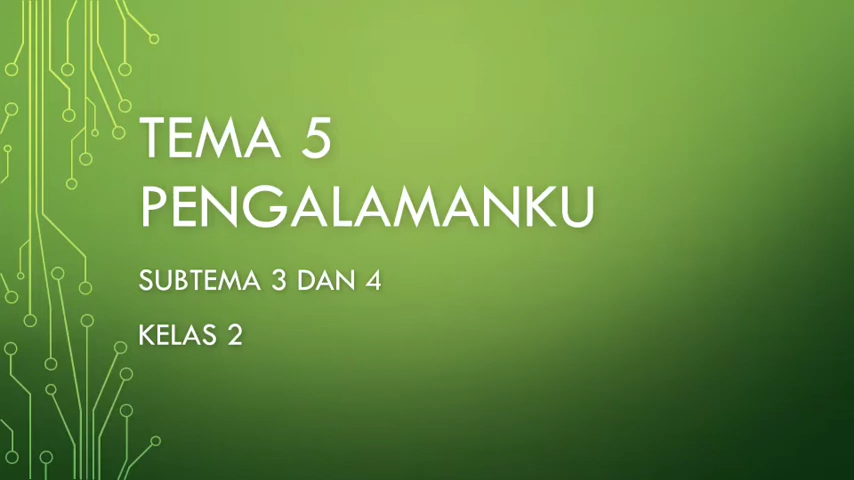 TEMA 5
PENGALAMANKU
SUBTEMA 3 DAN 4
KELAS 2